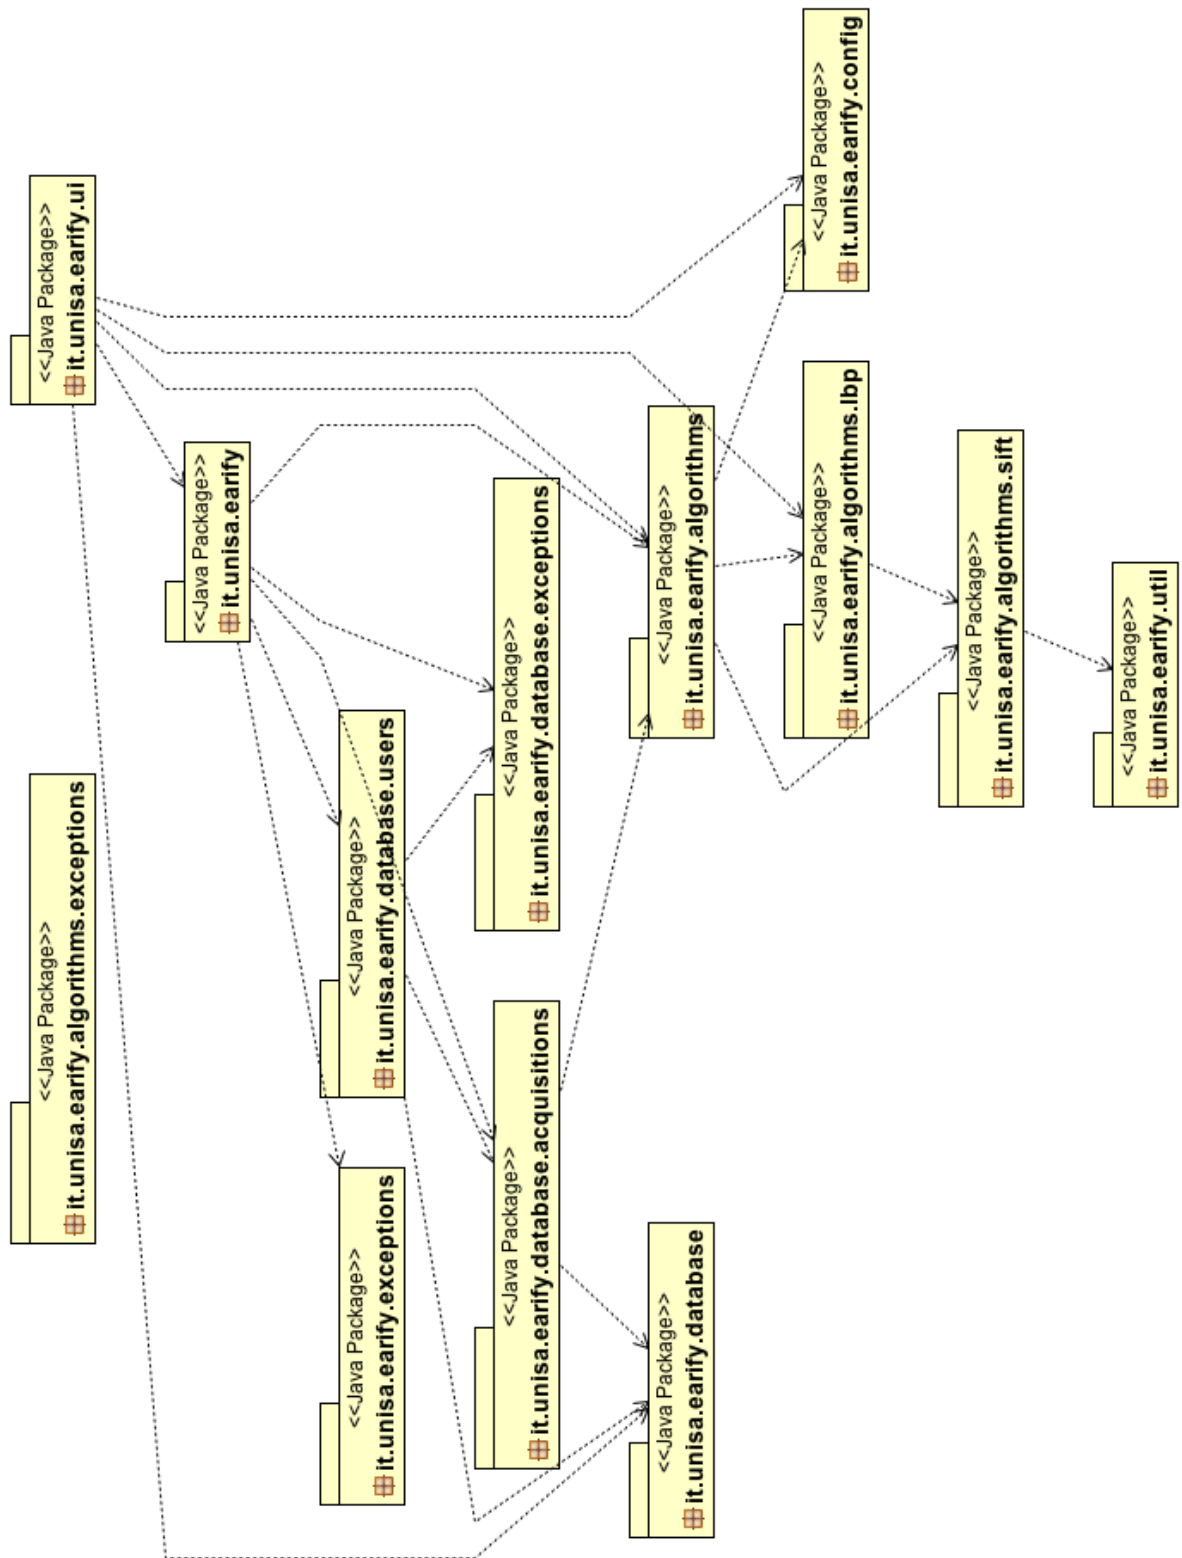 <<Java Package>>
it.unisa.earify.algorithms.exceptions
<<Java Package>>
it.unisa.earify.ui
<<Java Package>>
it.unisa.earify
<<Java Package>>
it.unisa.earify.exceptions
<<Java Package>>
it.unisa.earify.database.users
<<Java Package>>
it.unisa.earify.database.acquisitions
<<Java Package>>
it.unisa.earify.database.exceptions
<<Java Package>>
it.unisa.earify.database
<<Java Package>>
it.unisa.earify.algorithms
<<Java Package>>
it.unisa.earify.algorithms.lbp
<<Java Package>>
it.unisa.earify.config
<<Java Package>>
it.unisa.earify.algorithms.sift
<<Java Package>>
it.unisa.earify.util